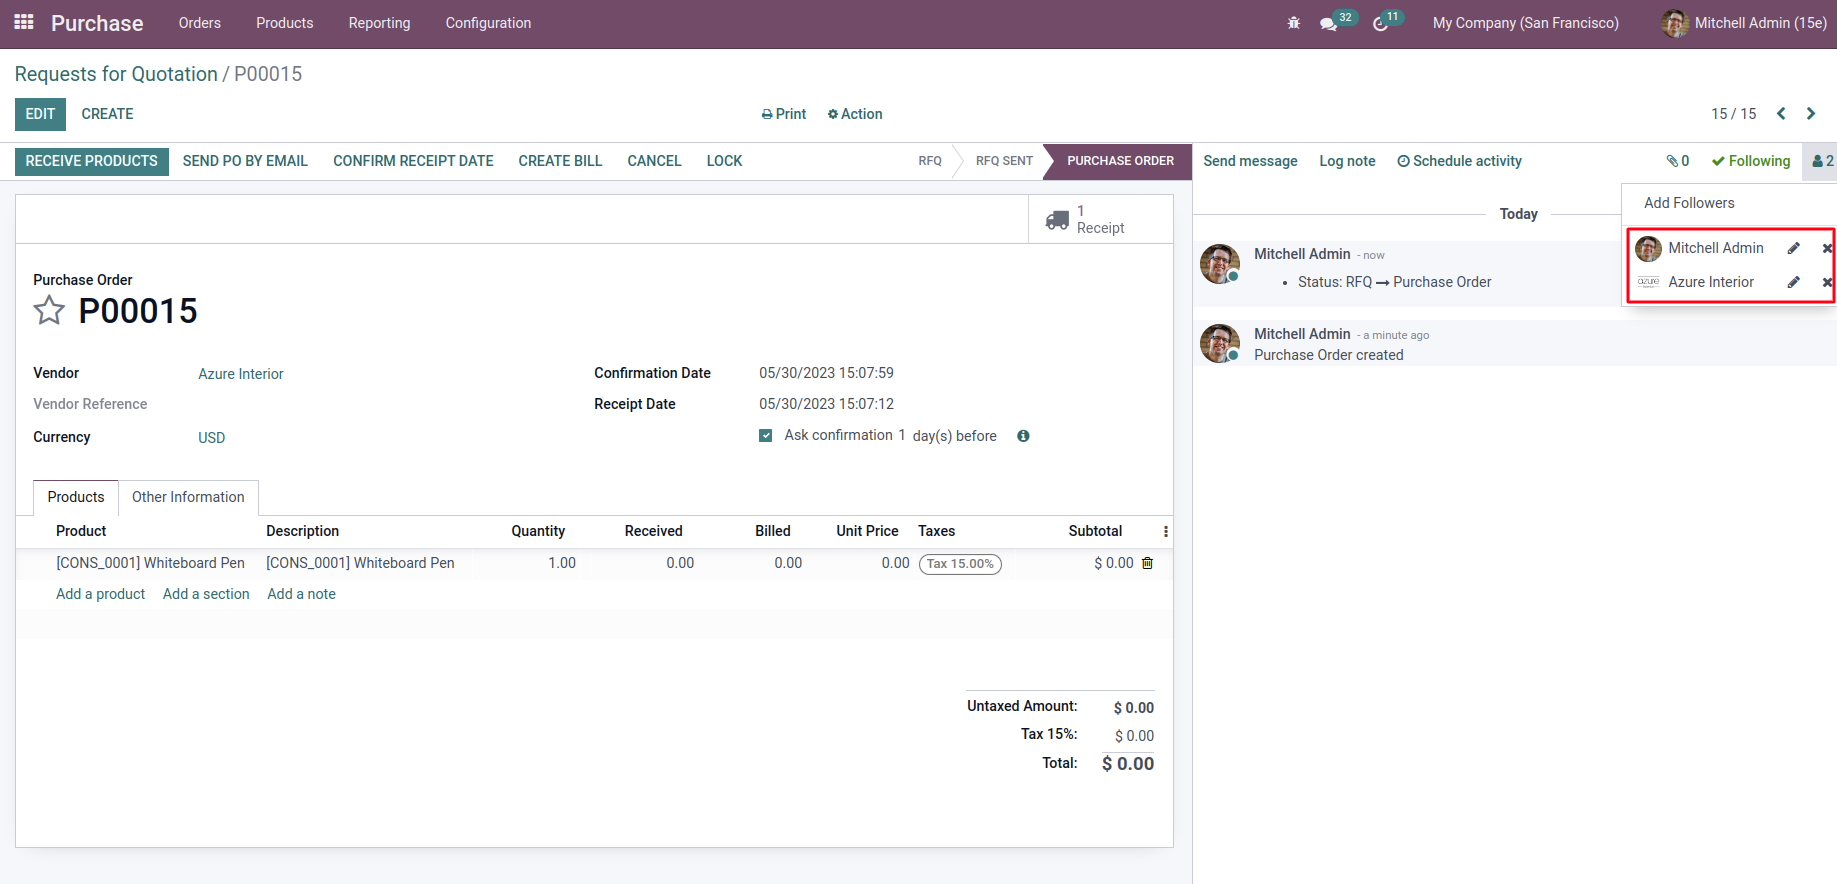 Purchase Orders Products Reporting Configuration 32 11 My Company (San Francisco) Mitchell Admin (15e)
Requests for Quotation / P00015
EDIT CREATE Print Action 15 / 15
RECEIVE PRODUCTS SEND PO BY EMAIL CONFIRM RECEIPT DATE CREATE BILL CANCEL LOCK RFQ RFQ SENT PURCHASE ORDER Send message Log note Schedule activity 0 Following 2
Add Followers
1
Receipt
Today
Mitchell Admin
Azure Interior
Mitchell Admin - now
Status: RFQ → Purchase Order
Mitchell Admin - a minute ago
Purchase Order created
Purchase Order
P00015
Vendor Azure Interior Confirmation Date 05/30/2023 15:07:59
Vendor Reference Receipt Date 05/30/2023 15:07:12
Currency USD Ask confirmation 1 day(s) before
Products Other Information
Product Description Quantity Received Billed Unit Price Taxes Subtotal
[CONS_0001] Whiteboard Pen [CONS_0001] Whiteboard Pen 1.00 0.00 0.00 0.00 Tax 15.00% $ 0.00
Add a product Add a section Add a note
Untaxed Amount: $ 0.00
Tax 15%: $ 0.00
Total: $ 0.00